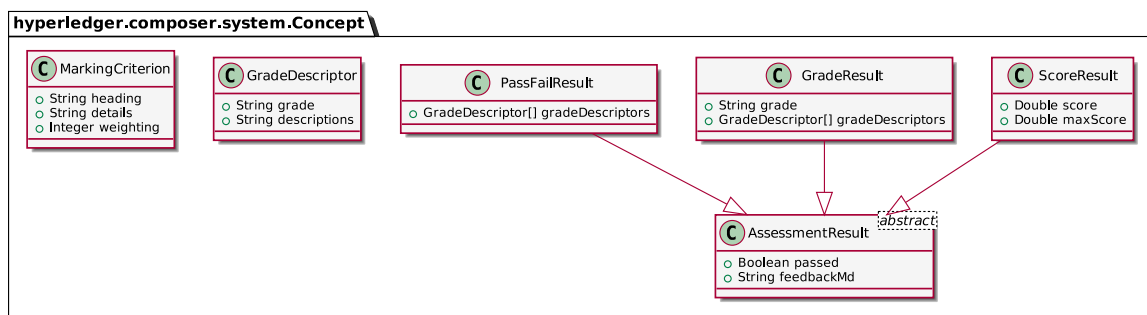 hyperledger.composer.system.Concept
C MarkingCriterion
String heading
String details
Integer weighting
C GradeDescriptor
String grade
String descriptions
C PassFailResult
GradeDescriptor[] gradeDescriptors
C GradeResult
String grade
GradeDescriptor[] gradeDescriptors
C ScoreResult
Double score
Double maxScore
abstract
C AssessmentResult
Boolean passed
String feedbackMd